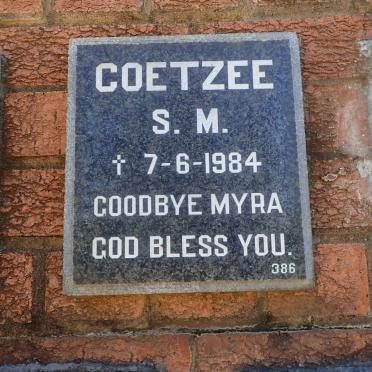 COETZEE
S. M.
† 7-6-1984
GOODBYE MYRA
GOD BLESS YOU.
386